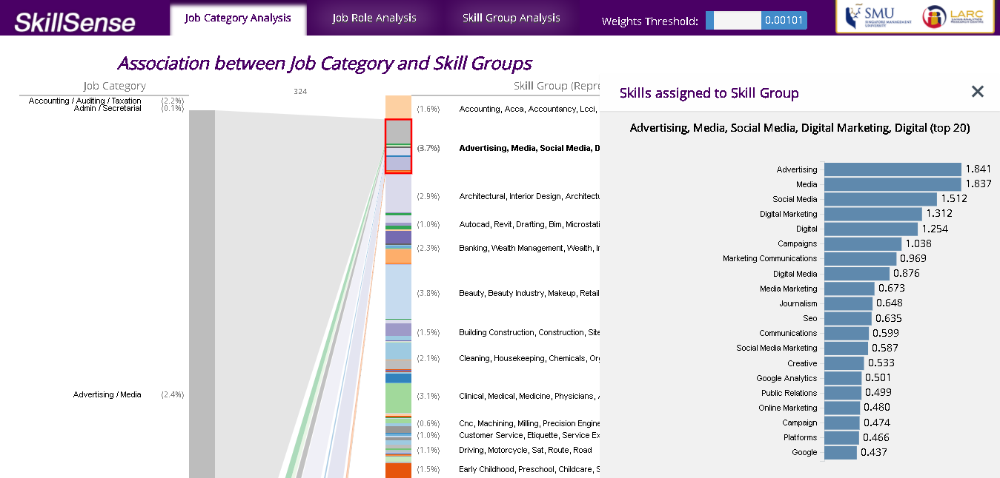 SkillSense
Job Category Analysis
Job Role Analysis
Skill Group Analysis
Weights Threshold:
0.00101
SMU
SINGAPORE MANAGEMENT
UNIVERSITY
LARC
LIVING ANALYTICS
RESEARCH CENTRE
Association between Job Category and Skill Groups
Job Category
324
Skill Group (Repre
Accounting / Auditing / Taxation (2.2%)
Admin / Secretarial (0.1%)
Advertising / Media (2.4%)
(1.6%) Accounting, Acca, Accountancy, Lcci,
(3.7%) Advertising, Media, Social Media, D
(2.9%) Architectural, Interior Design, Architectu
(1.0%) Autocad, Revit, Drafting, Bim, Microstati
(2.3%) Banking, Wealth Management, Wealth, Ir
(3.8%) Beauty, Beauty Industry, Makeup, Retail
(1.5%) Building Construction, Construction, Site
(2.1%) Cleaning, Housekeeping, Chemicals, Or
(3.1%) Clinical, Medical, Medicine, Physicians,
(0.6%) Cnc, Machining, Milling, Precision Engine
(1.0%) Customer Service, Etiquette, Service Ex
(1.1%) Driving, Motorcycle, Sat, Route, Road
(1.5%) Early Childhood, Preschool, Childcare, S
Skills assigned to Skill Group
Advertising, Media, Social Media, Digital Marketing, Digital (top 20)
Advertising 1.841
Media 1.837
Social Media 1.512
Digital Marketing 1.312
Digital 1.254
Campaigns 1.038
Marketing Communications 0.969
Digital Media 0.876
Media Marketing 0.673
Journalism 0.648
Seo 0.635
Communications 0.599
Social Media Marketing 0.587
Creative 0.533
Google Analytics 0.501
Public Relations 0.499
Online Marketing 0.480
Campaign 0.474
Platforms 0.466
Google 0.437